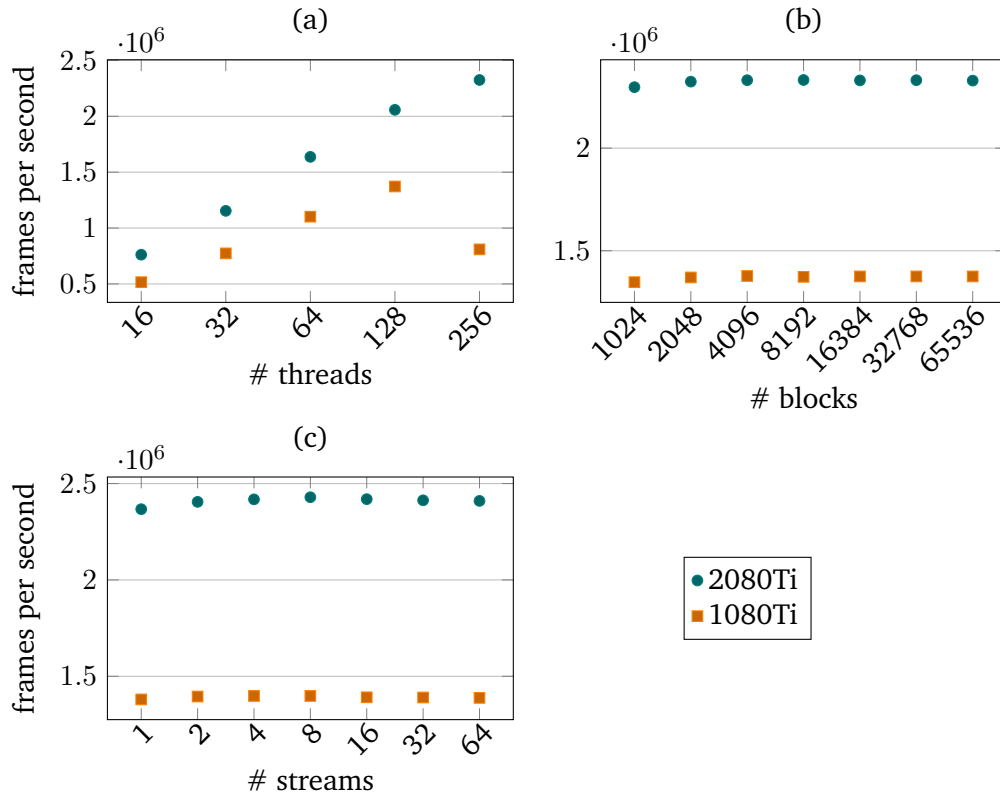 (a)
·10^6
frames per second
2.5
2
1.5
1
0.5
16 32 64 128 256
# threads
(b)
·10^6
2
1.5
1024 2048 4096 8192 16384 32768 65536
# blocks
(c)
·10^6
frames per second
2.5
2
1.5
1 2 4 8 16 32 64
# streams
2080Ti
1080Ti